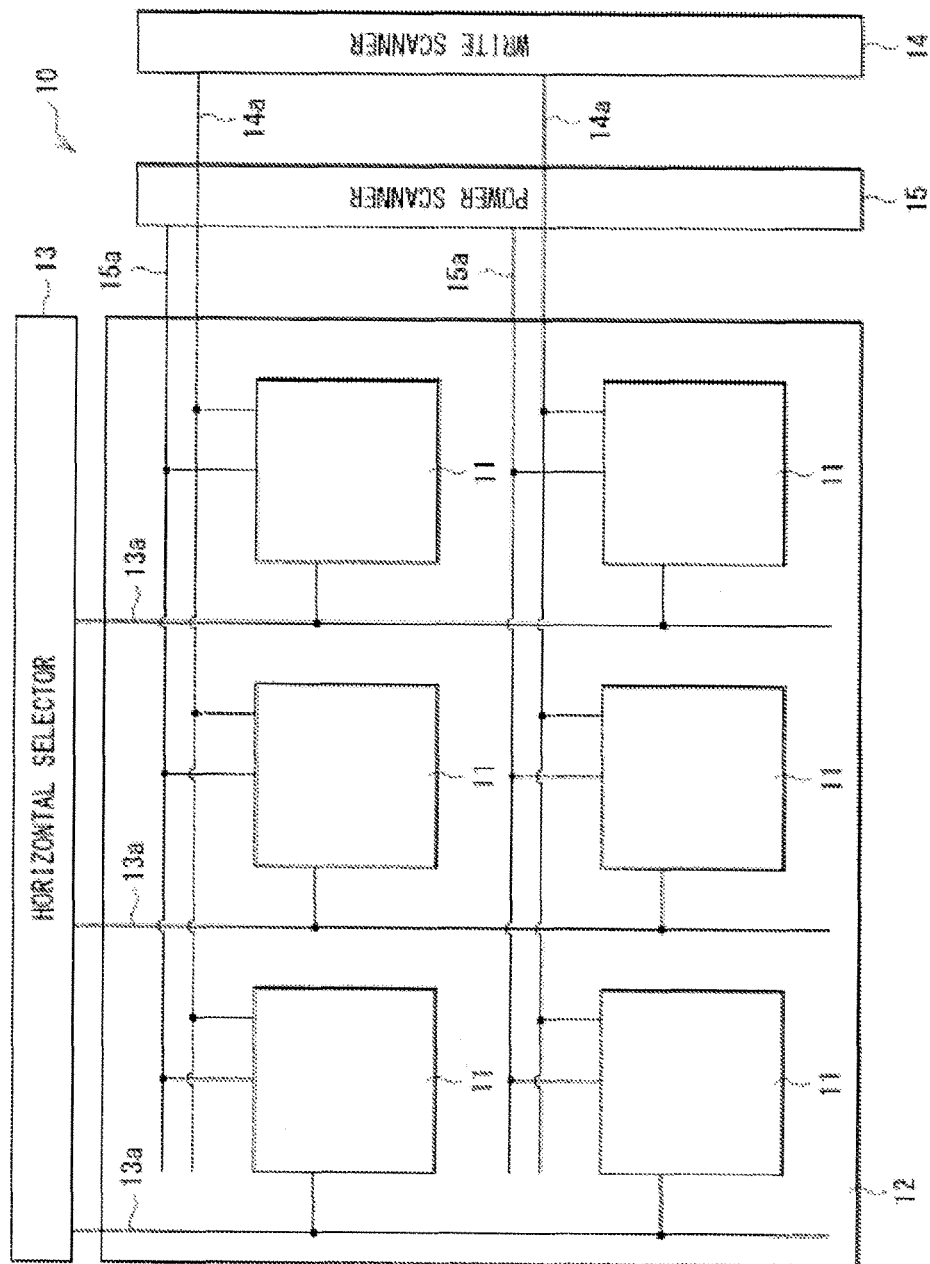 HORIZONTAL SELECTOR
13
10
13a
13a
13a
15a
14a
POWER SCANNER
WRITE SCANNER
11
11
11
15a
14a
11
11
11
12
15
14